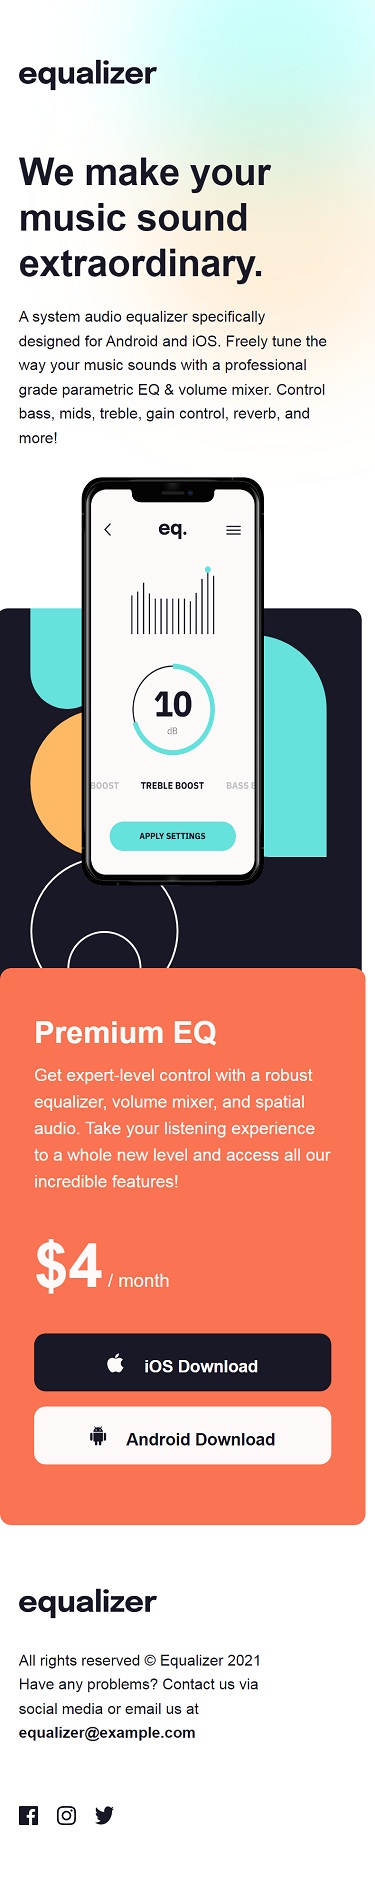 equalizer
We make your
music sound
extraordinary.
A system audio equalizer specifically
designed for Android and iOS. Freely tune the
way your music sounds with a professional
grade parametric EQ & volume mixer. Control
bass, mids, treble, gain control, reverb, and
more!
eq.
10
dB
BOOST TREBLE BOOST BASS
APPLY SETTINGS
Premium EQ
Get expert-level control with a robust
equalizer, volume mixer, and spatial
audio. Take your listening experience
to a whole new level and access all our
incredible features!
$4 / month
iOS Download
Android Download
equalizer
All rights reserved © Equalizer 2021
Have any problems? Contact us via
social media or email us at
equalizer@example.com